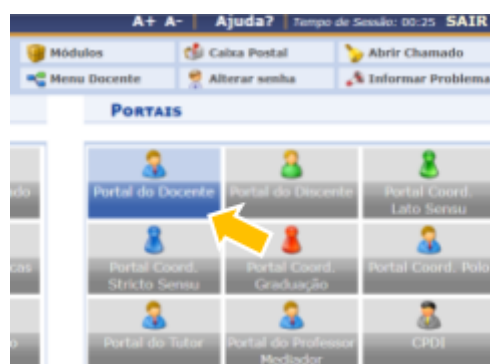 A+ A- Ajuda? Tempo de Sessão: 00:25 SAIR
Módulos Caixa Postal Abrir Chamado
Menu Docente Alterar senha Informar Problema
PORTAIS
do Portal do Docente Portal do Discente Portal Coord.
Lato Sensu
cas Portal Coord. Portal Coord. Portal Coord. Polo
Stricto Sensu Graduação
o Portal do Tutor Portal do Professor CPDI
Mediador